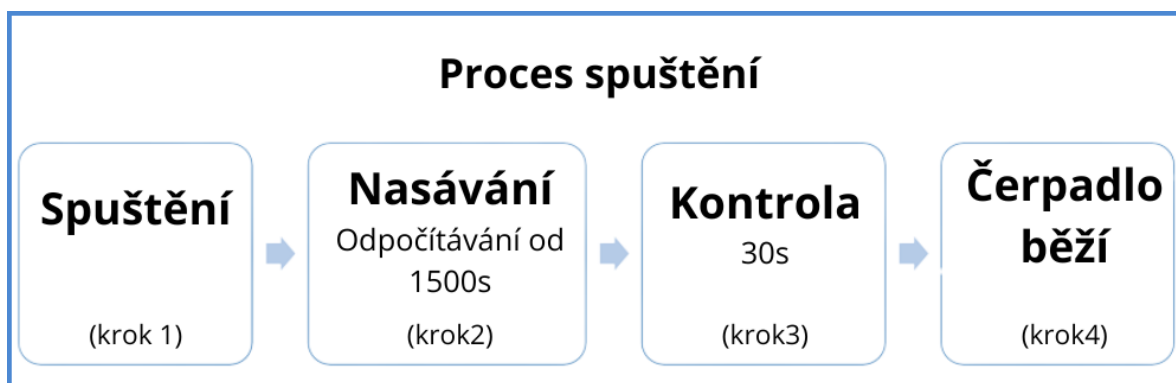 Proces spuštění
Spuštění
(krok 1)
Nasávání
Odpočítávání od
1500s
(krok2)
Kontrola
30s
(krok3)
Čerpadlo
běží
(krok4)